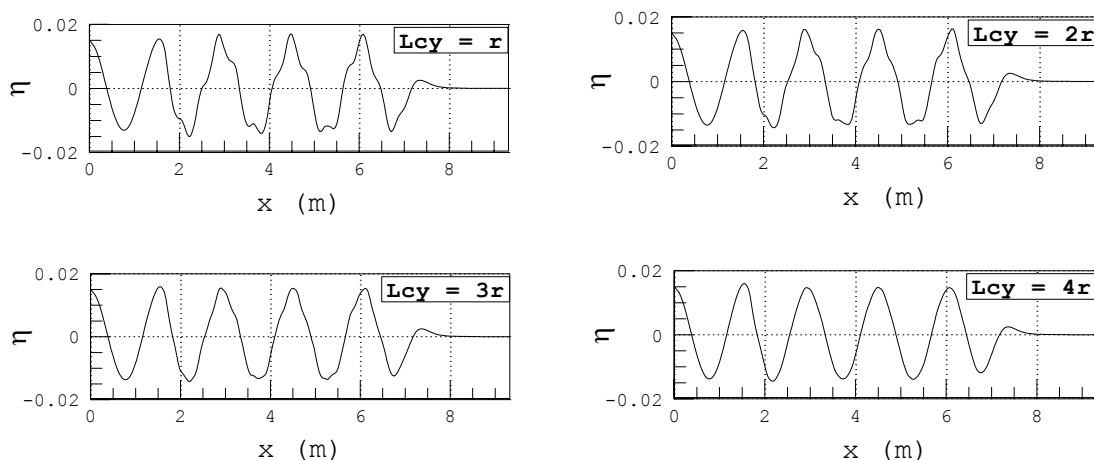 0.02
Lcy = r
η
0
-0.02
0 2 4 6 8
x (m)
0.02
Lcy = 2r
η
0
-0.02
0 2 4 6 8
x (m)
0.02
Lcy = 3r
η
0
-0.02
0 2 4 6 8
x (m)
0.02
Lcy = 4r
η
0
-0.02
0 2 4 6 8
x (m)